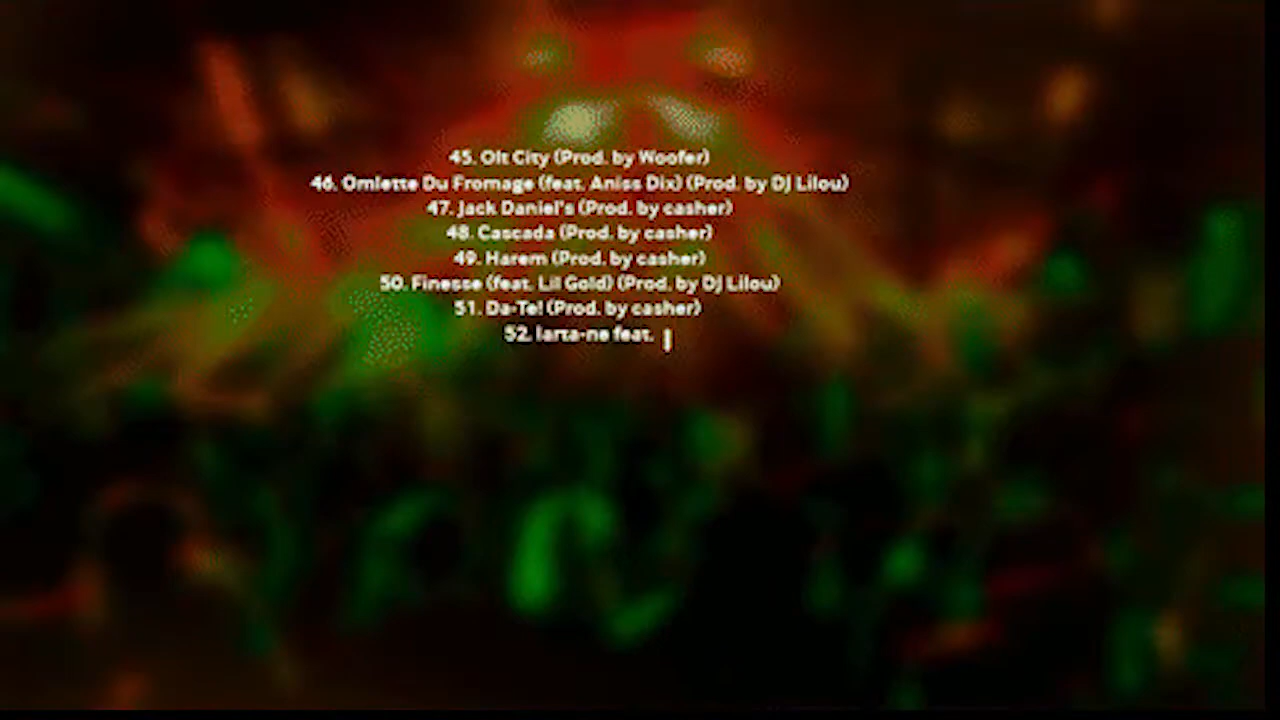 45. Olt City (Prod. by Woofer)
46. Omlette Du Fromage (feat. Aniss Dix) (Prod. by DJ Lilou)
47. Jack Daniel's (Prod. by casher)
48. Cascada (Prod. by casher)
49. Harem (Prod. by casher)
50. Finesse (feat. Lil Gold) (Prod. by DJ Lilou)
51. Da-Te! (Prod. by casher)
52. Iarta-ne feat.